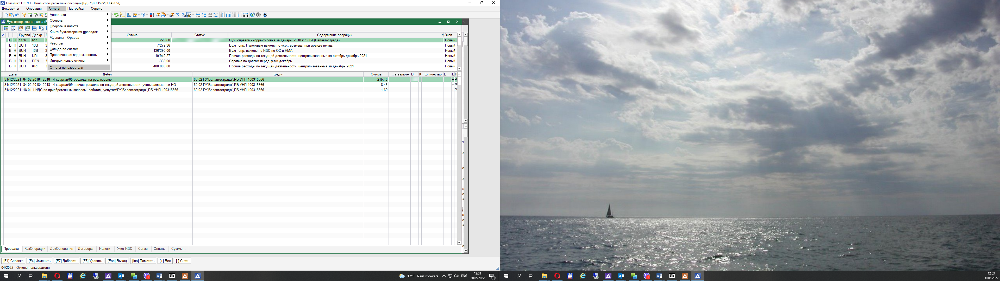 Галактика ERP 9.1 - Финансово-расчетные операции [БД - \\BUHSRV\BELARUS\]
Документы Операции Отчеты Настройка Сервис
Аналитика
Обороты
Обороты в валюте
Книга бухгалтерских проводок
Журналы - Ордера
Реестры
Сальдо по счетам
Просроченная задолженность
Интерактивные отчеты
Отчеты пользователя
Бухгалтерская справка (Б
Группа Дескр. Сумма Статус Содержание операции А Эксп...
Б Н 11bh b11 3 225.60 Бух. справка - корректировка за декарь 2018 к сч.84 (Белавтострада) Новый
Б Н BUH 13B 3 7`279.36 Бухг. спр. Налоговые вычеты по усо., возмещ. при аренде имущ. Новый
Б Н BUH 13B 3 136`290.00 Бухг. спр. вычеты по НДС по ОС и НМА Новый
Б Н BUH KRI 3 10`949.27 Прочие расходы по текущей деятельности, централизованные за октябрь-декабрь 2021 Новый
Б Н BUH DEN 3 -336.00 Справка по долгам перед ф-ми декабрь Новый
Б Н BUH KRI 3 400`000.00 Прочие расходы по текущей деятельности, централизованные за декабрь 2021 Новый
Дата Дебет Кредит Сумма ... в валюте В... К Количество Е... Е П
31/12/2021 84 02 20184 2018 - 4 квартал\05 расходы на реализацию 60 02 ГУ"Белавтострада",РБ УНП 100315566 215.46 + Р
31/12/2021 84 02 20184 2018 - 4 квартал\09 прочие расходы по текущей деятельности, учитываемые при НО 60 02 ГУ"Белавтострада",РБ УНП 100315566 8.45 + Р
31/12/2021 18 01 1 НДС по приобретенным запасам, работам, услугам\ГУ"Белавтострада",РБ УНП 100315566 60 02 ГУ"Белавтострада",РБ УНП 100315566 1.69 + Р
Проводки ХозОперации ДокОснования Договоры Налоги Учет НДС Связи Оплаты Суммы...
[F1] Справка [F4] Изменить [F7] Добавить [F8] Удалить [Esc] Выход [Ins] Пометить [+] Все [-] Снять
04/2022 Отчеты пользователя
13°C Rain showers ENG 12:03 30.05.2022 11
12:03 30.05.2022